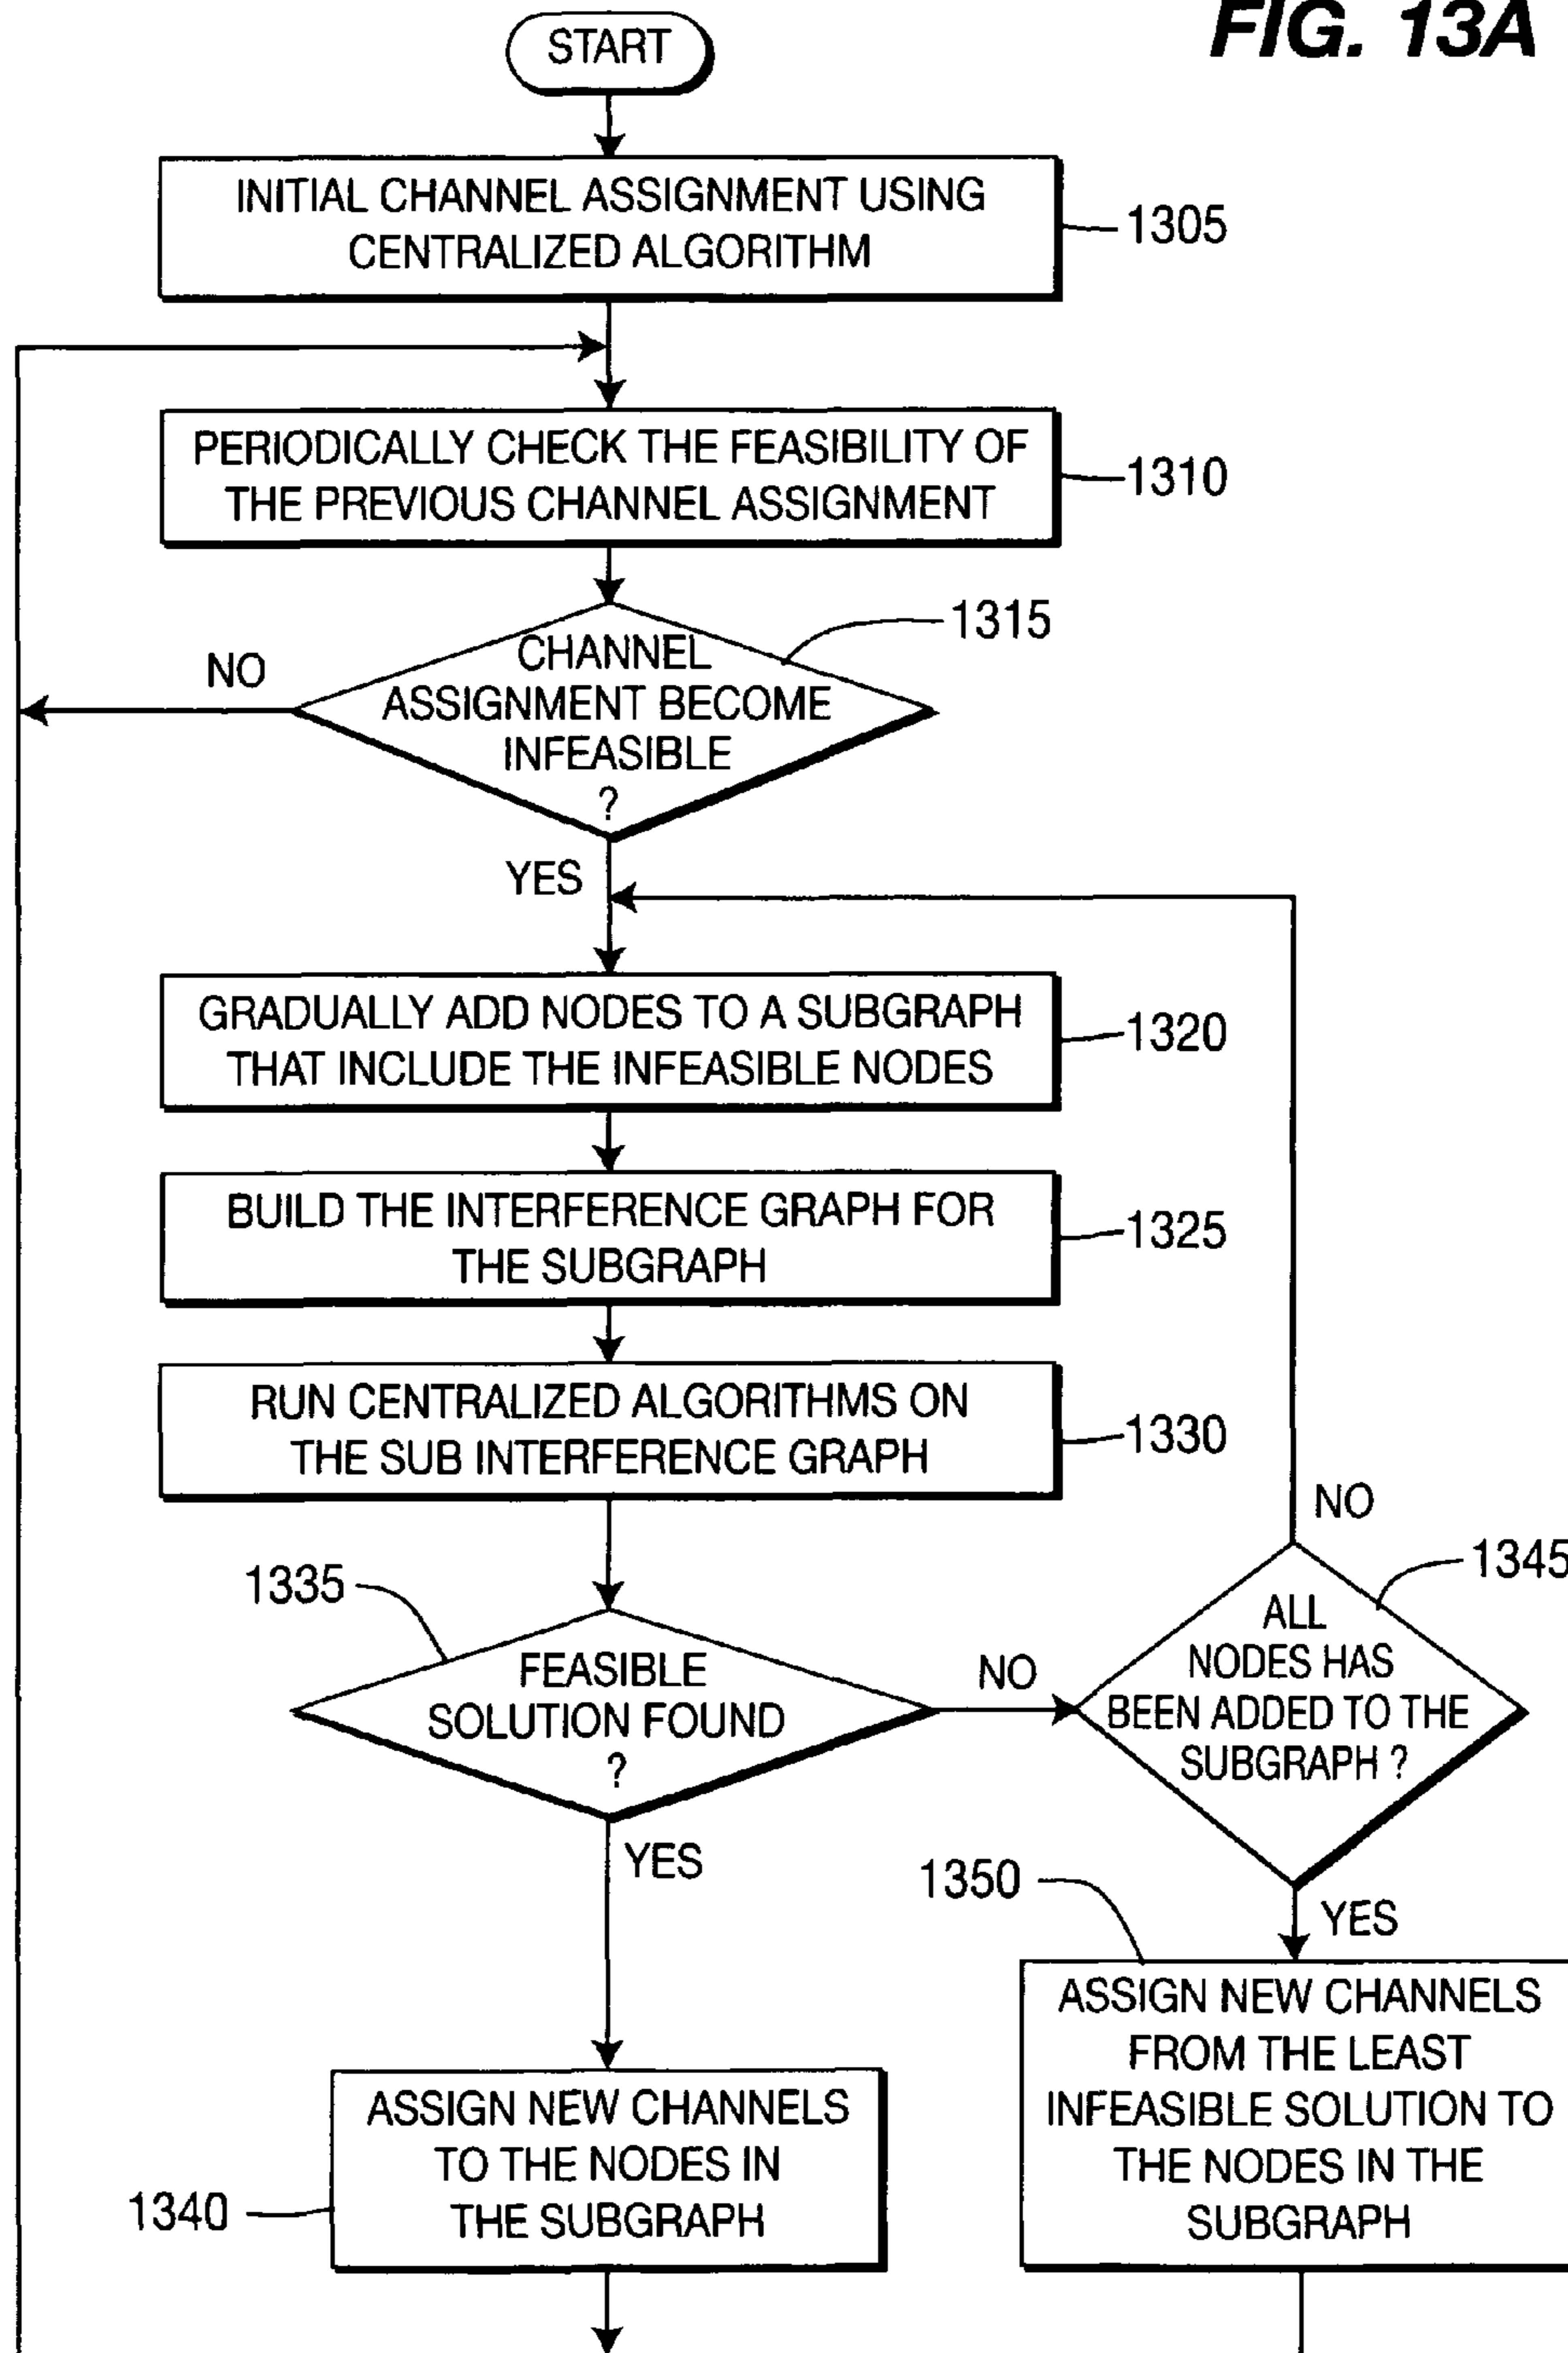 FIG. 13A
START
INITIAL CHANNEL ASSIGNMENT USING
CENTRALIZED ALGORITHM
1305
PERIODICALLY CHECK THE FEASIBILITY OF
THE PREVIOUS CHANNEL ASSIGNMENT
1310
1315
CHANNEL
ASSIGNMENT BECOME
INFEASIBLE
?
NO
YES
GRADUALLY ADD NODES TO A SUBGRAPH
THAT INCLUDE THE INFEASIBLE NODES
1320
BUILD THE INTERFERENCE GRAPH FOR
THE SUBGRAPH
1325
RUN CENTRALIZED ALGORITHMS ON
THE SUB INTERFERENCE GRAPH
1330
1335
FEASIBLE
SOLUTION FOUND
?
NO
YES
NO
1345
ALL
NODES HAS
BEEN ADDED TO THE
SUBGRAPH ?
YES
1350
ASSIGN NEW CHANNELS
FROM THE LEAST
INFEASIBLE SOLUTION TO
THE NODES IN THE
SUBGRAPH
ASSIGN NEW CHANNELS
TO THE NODES IN
THE SUBGRAPH
1340